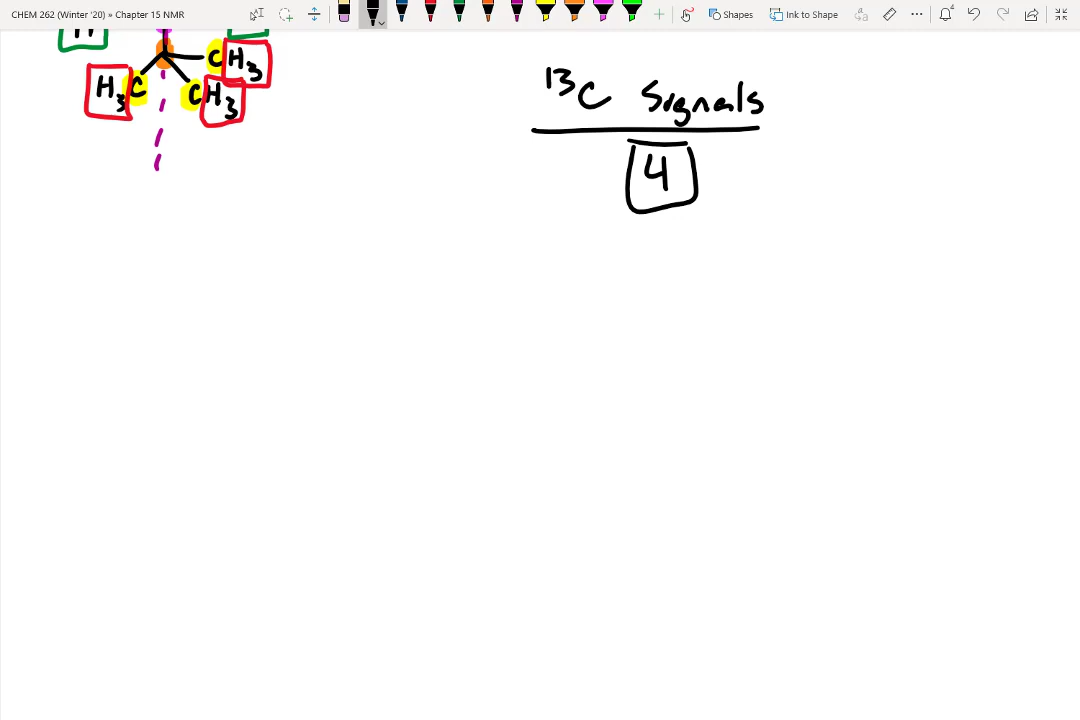 CHEM 262 (Winter '20) » Chapter 15 NMR
Shapes
Ink to Shape
H
CH₃
H₃C
CH₃
¹³C Signals
4